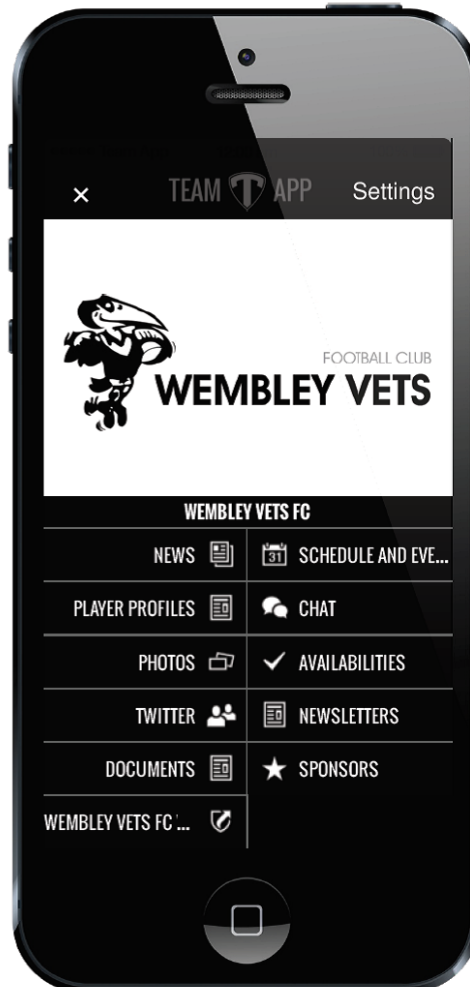 × TEAM T APP Settings
FOOTBALL CLUB
WEMBLEY VETS
WEMBLEY VETS FC
NEWS 31 SCHEDULE AND EVE...
PLAYER PROFILES CHAT
PHOTOS AVAILABILITIES
TWITTER NEWSLETTERS
DOCUMENTS SPONSORS
WEMBLEY VETS FC '...